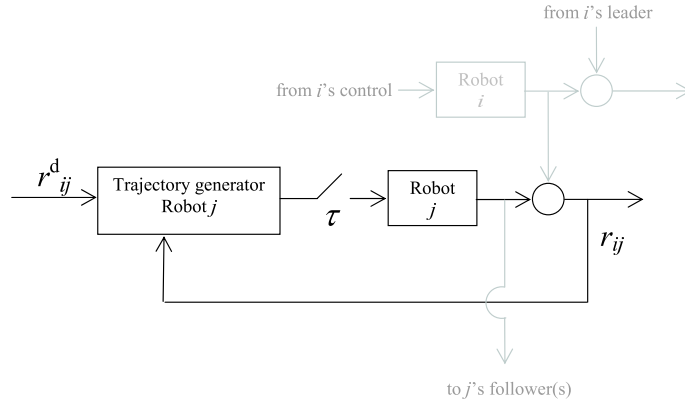 from i's leader
from i's control
Robot
i
r^d_ij
Trajectory generator
Robot j
τ
Robot
j
r_ij
to j's follower(s)